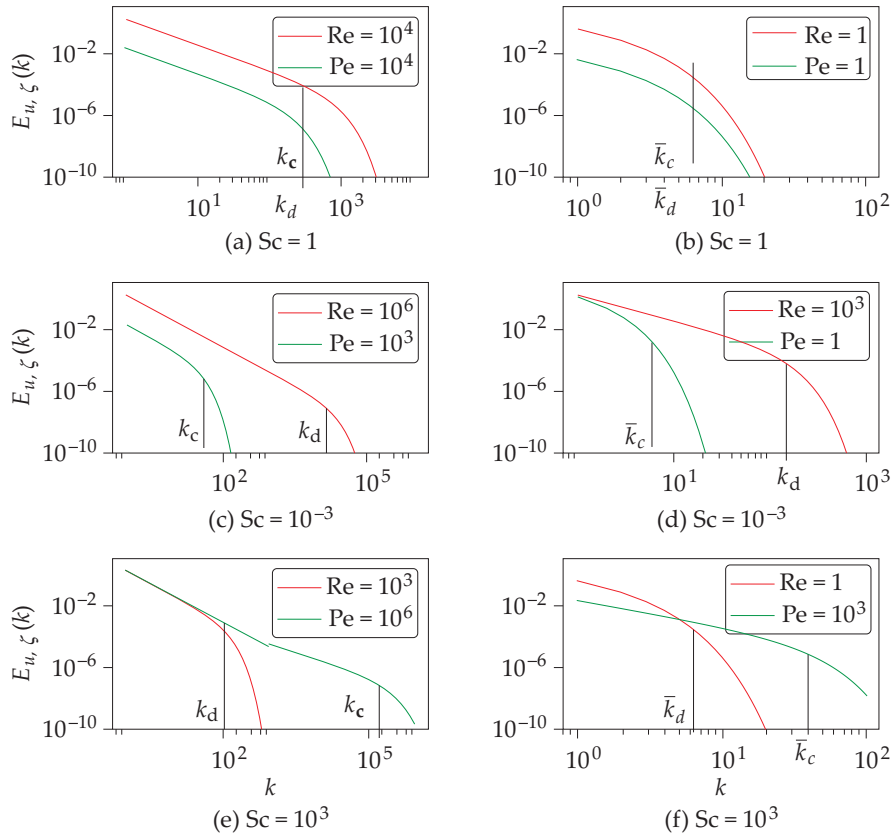 E_{u, ζ}(k)
10^{-2}
10^{-6}
10^{-10}
Re = 10^4
Pe = 10^4
k_c
k_d
10^1
10^3
(a) Sc = 1
10^{-2}
10^{-6}
10^{-10}
Re = 1
Pe = 1
k̅_c
k̅_d
10^0
10^1
10^2
(b) Sc = 1
E_{u, ζ}(k)
10^{-2}
10^{-6}
10^{-10}
Re = 10^6
Pe = 10^3
k_c
k_d
10^2
10^5
(c) Sc = 10^{-3}
10^{-2}
10^{-6}
10^{-10}
Re = 10^3
Pe = 1
k̅_c
k_d
10^1
10^3
(d) Sc = 10^{-3}
E_{u, ζ}(k)
10^{-2}
10^{-6}
10^{-10}
Re = 10^3
Pe = 10^6
k_d
k_c
10^2
10^5
k
(e) Sc = 10^3
10^{-2}
10^{-6}
10^{-10}
Re = 1
Pe = 10^3
k̅_d
k̅_c
10^0
10^1
10^2
k
(f) Sc = 10^3